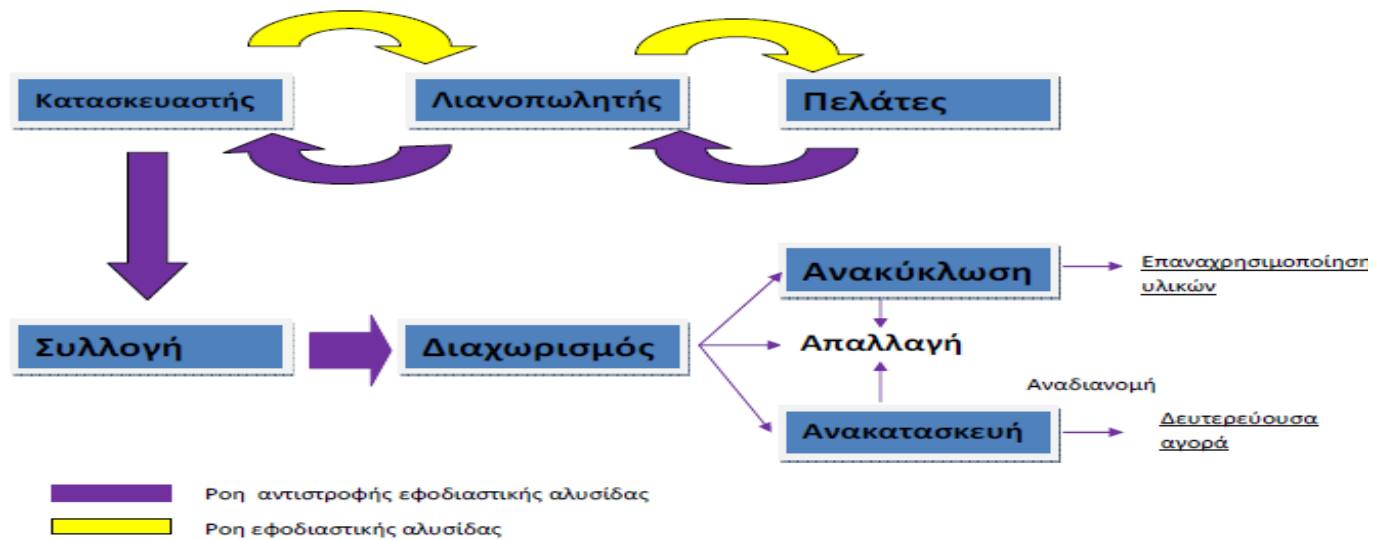 Κατασκευαστής
Λιανοπωλητής
Πελάτες
Ανακύκλωση
Επαναχρησιμοποίηση
υλικών
Συλλογή
Διαχωρισμός
Απαλλαγή
Αναδιανομή
Ανακατασκευή
Δευτερεύουσα
αγορά
Ροη αντιστροφής εφοδιαστικής αλυσίδας
Ροη εφοδιαστικής αλυσίδας